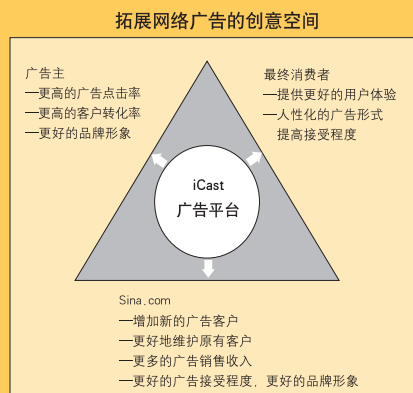 拓展网络广告的创意空间
广告主
—更高的广告点击率
—更高的客户转化率
—更好的品牌形象
最终消费者
—提供更好的用户体验
—人性化的广告形式
提高接受程度
iCast
广告平台
Sina.com
—增加新的广告客户
—更好地维护原有客户
—更多的广告销售收入
—更好的广告接受程度，更好的品牌形象